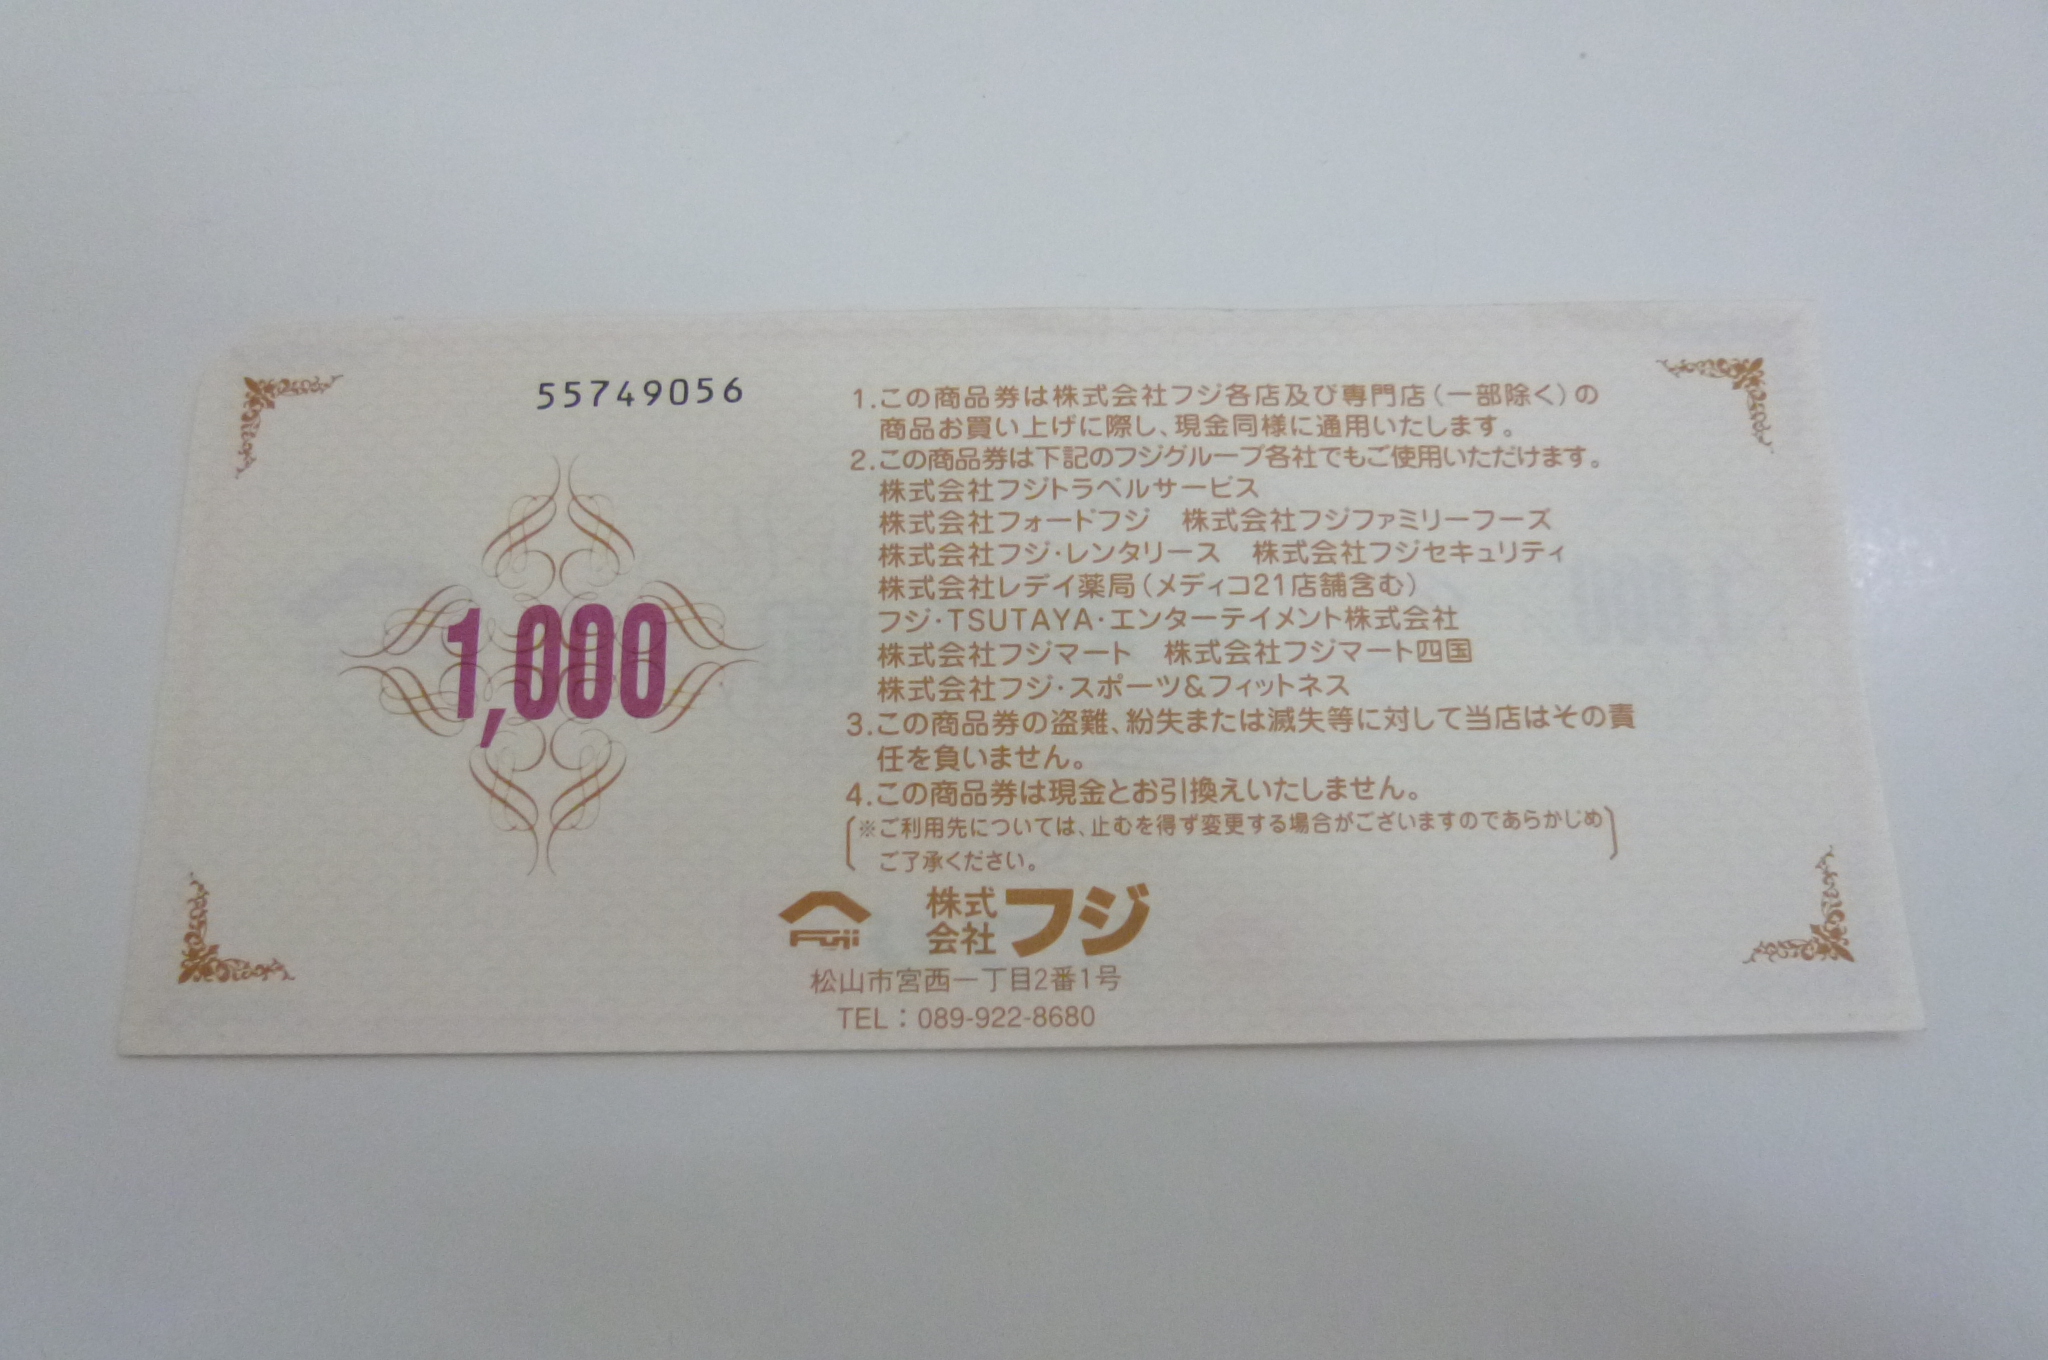 55749056
1,000
1.この商品券は株式会社フジ各店及び専門店(一部除く)の
商品お買い上げに際し、現金同様に通用いたします。
2.この商品券は下記のフジグループ各社でもご使用いただけます。
株式会社フジトラベルサービス
株式会社フォードフジ　株式会社フジファミリーフーズ
株式会社フジ・レンタリース　株式会社フジセキュリティ
株式会社レデイ薬局(メディコ21店舗含む)
フジ・TSUTAYA・エンターテイメント株式会社
株式会社フジマート　株式会社フジマート四国
株式会社フジ・スポーツ&フィットネス
3.この商品券の盗難、紛失または滅失等に対して当店はその責
任を負いません。
4.この商品券は現金とお引換えいたしません。
※ご利用先については、止むを得ず変更する場合がございますのであらかじめ
ご了承ください。
Fuji 株式会社フジ
松山市宮西一丁目2番1号
TEL：089-922-8680